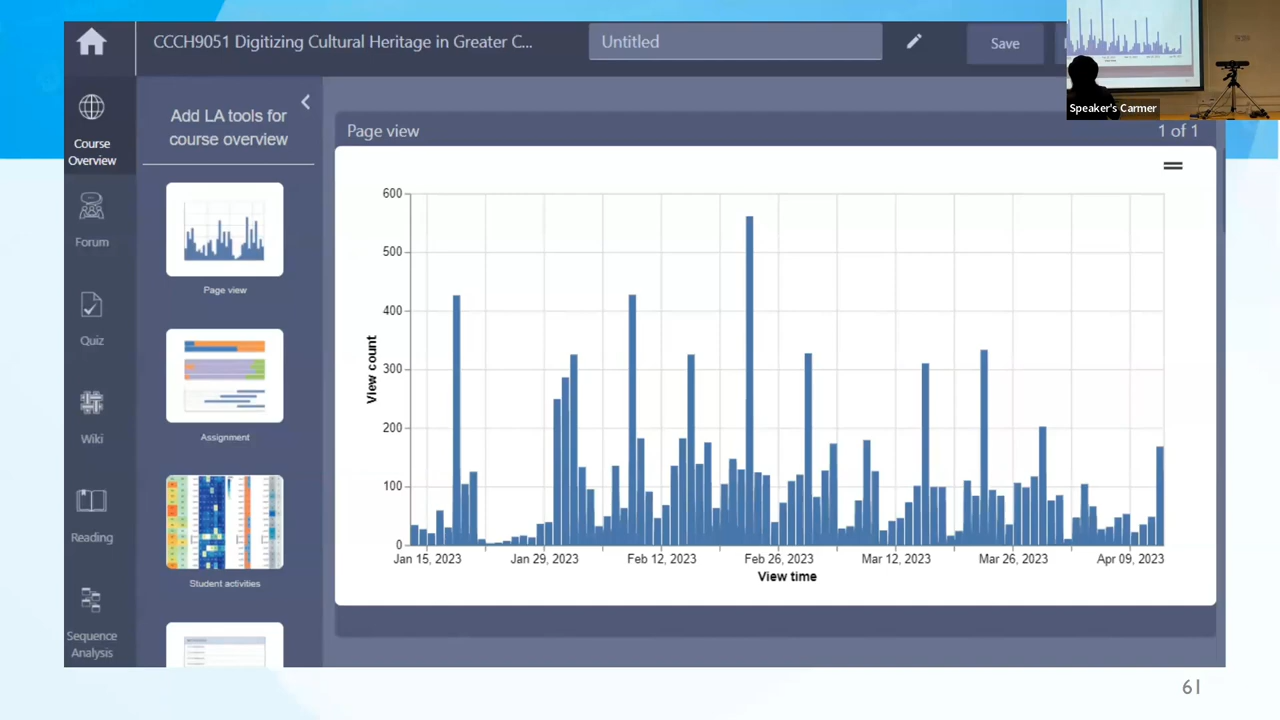 CCCH9051 Digitizing Cultural Heritage in Greater C...
Untitled
Save
Speaker's Carmer
Course
Overview
Forum
Quiz
Wiki
Reading
Sequence
Analysis
Add LA tools for
course overview
Page view
Assignment
Student activities
Page view
1 of 1
600
500
400
300
200
100
0
View count
Jan 15, 2023
Jan 29, 2023
Feb 12, 2023
Feb 26, 2023
Mar 12, 2023
Mar 26, 2023
Apr 09, 2023
View time
61